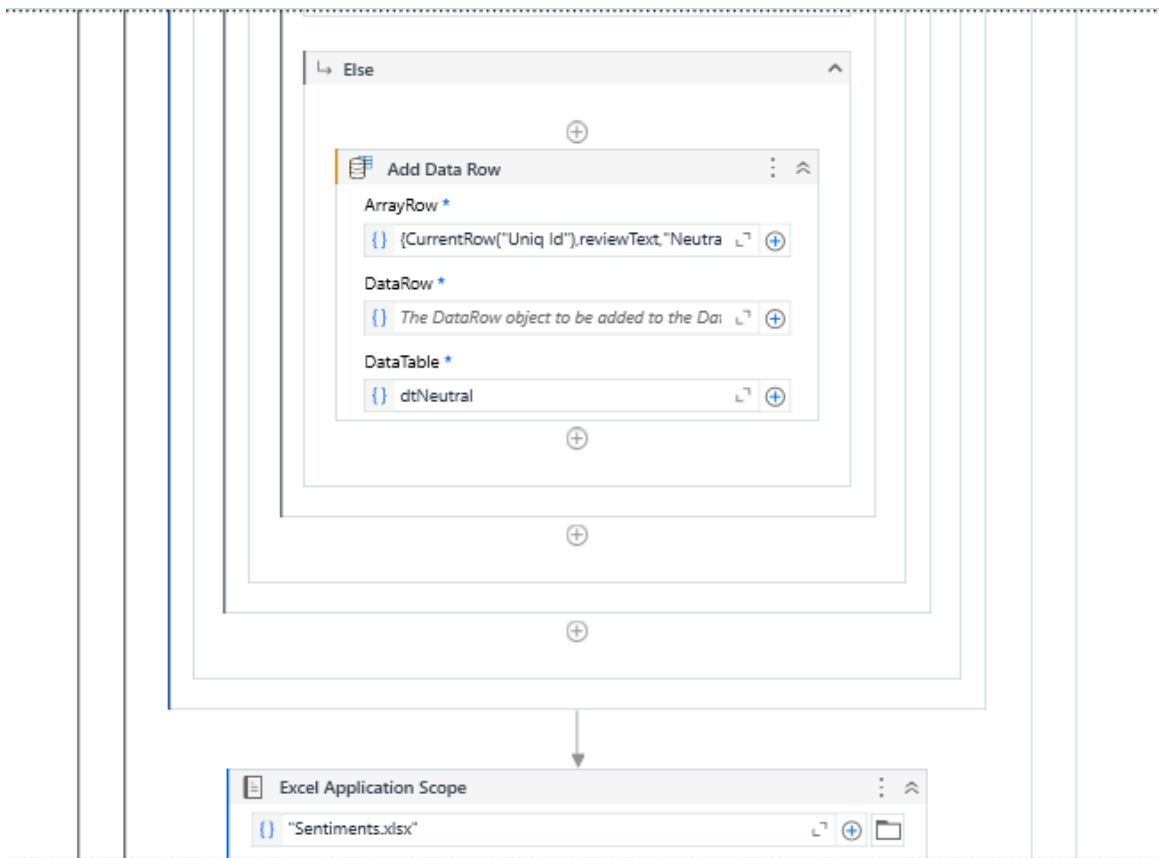 Else
Add Data Row
ArrayRow *
{} {CurrentRow("Uniq Id"),reviewText,"Neutra
DataRow *
{} The DataRow object to be added to the Dat
DataTable *
{} dtNeutral
Excel Application Scope
{} "Sentiments.xlsx"